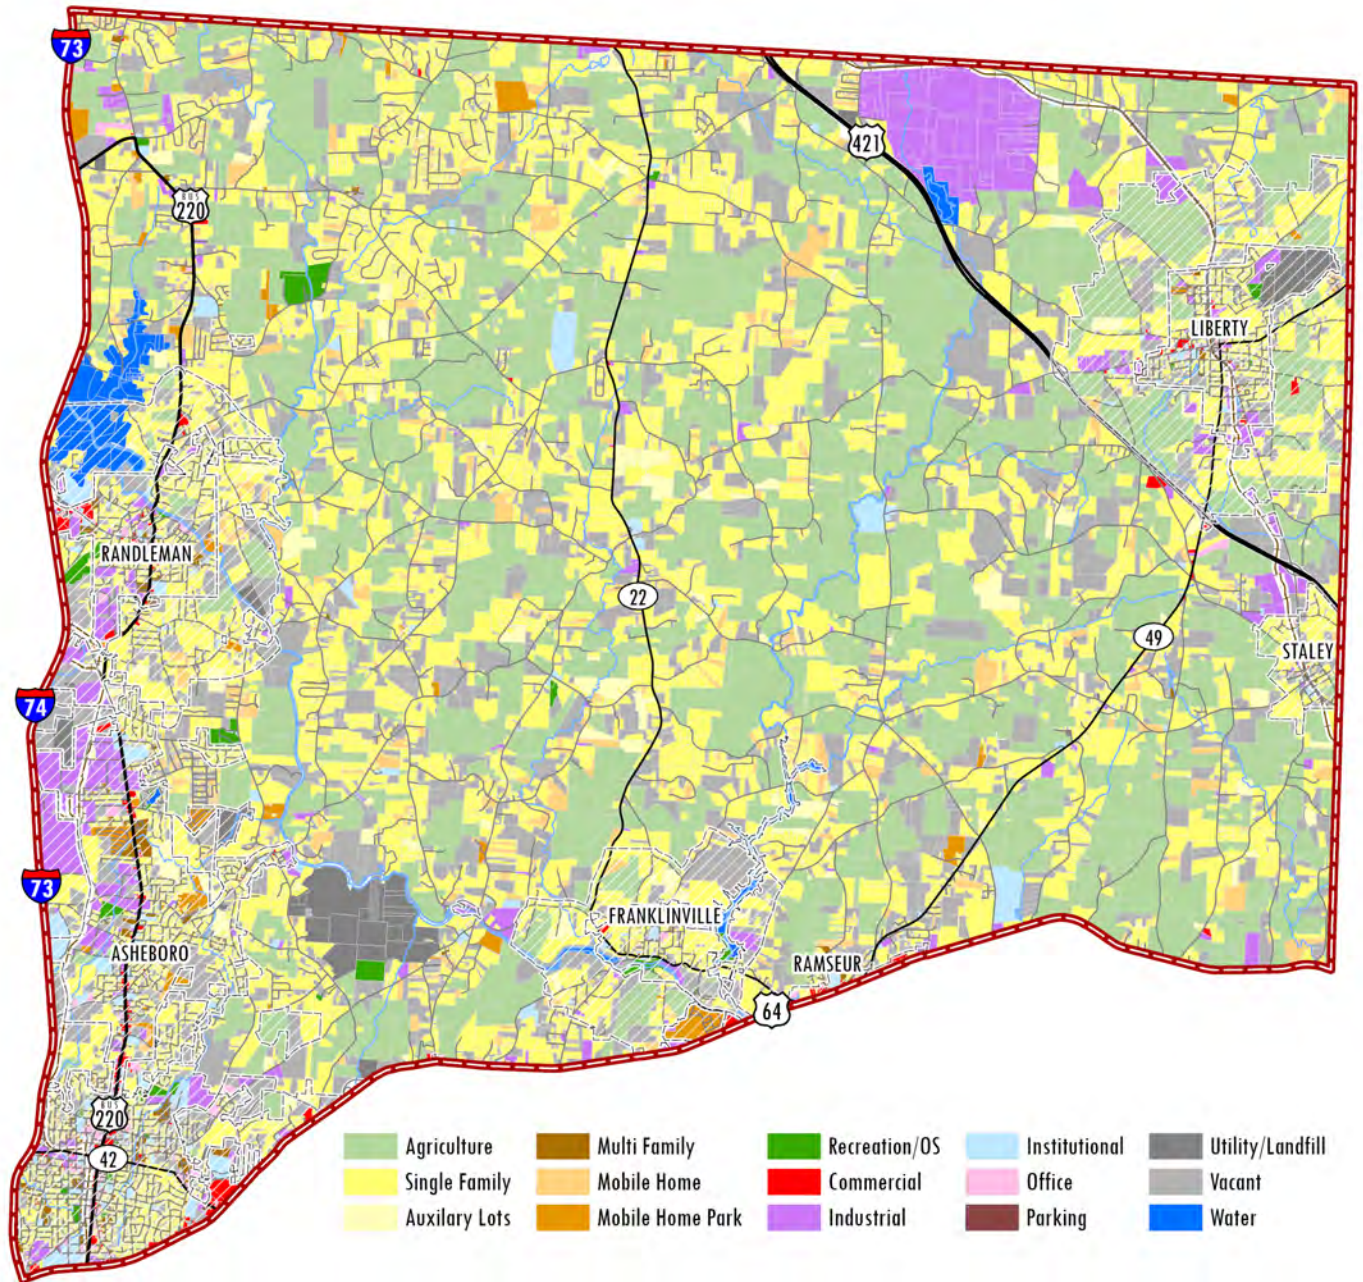 73
421
BUS
220
LIBERTY
RANDLEMAN
22
49
STALEY
74
73
FRANKLINVILLE
ASHEBORO
RAMSEUR
64
BUS
220
42
Agriculture
Multi Family
Recreation/OS
Institutional
Utility/Landfill
Single Family
Mobile Home
Commercial
Office
Vacant
Auxilary Lots
Mobile Home Park
Industrial
Parking
Water